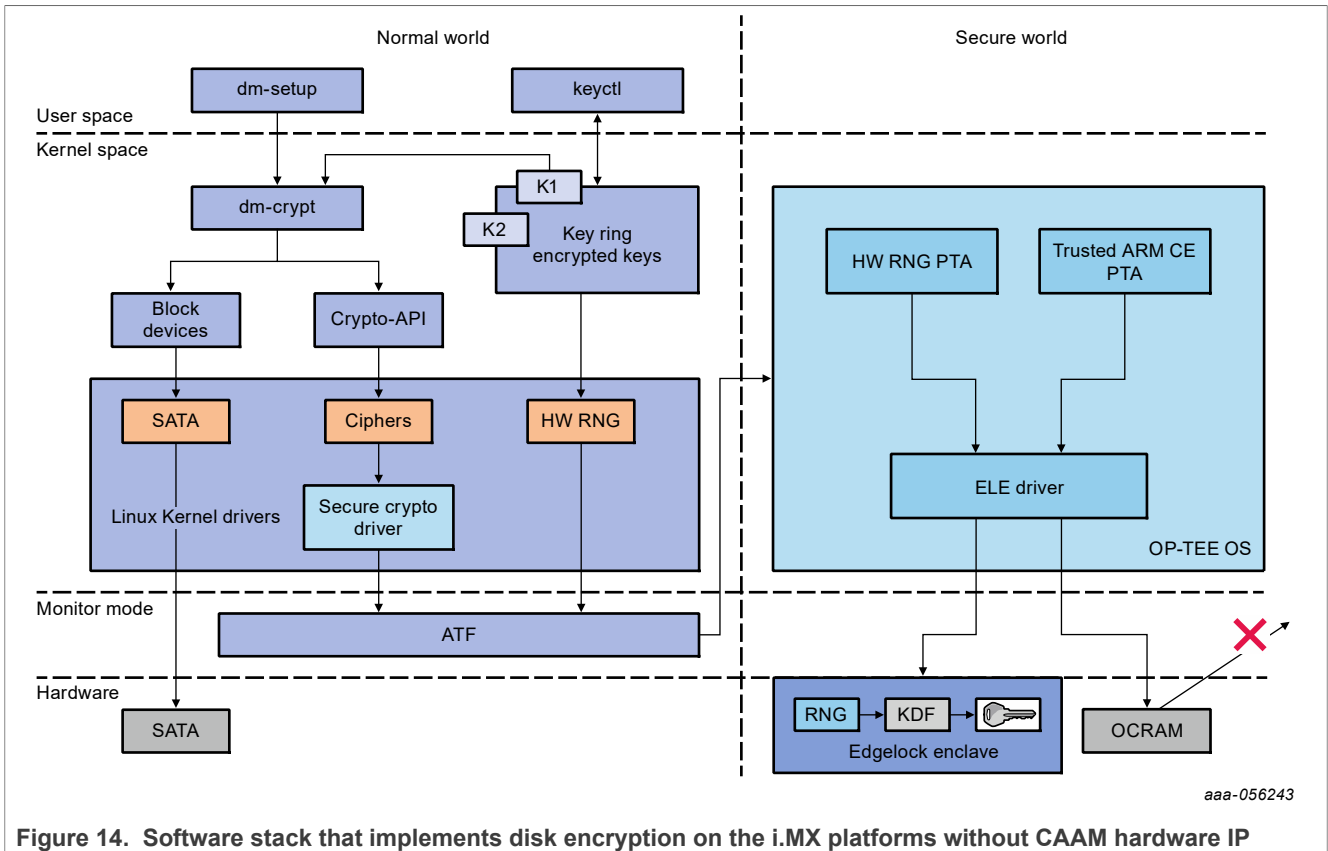 Normal world
Secure world
dm-setup
keyctl
User space
Kernel space
K1
dm-crypt
K2
Key ring
encrypted keys
HW RNG PTA
Trusted ARM CE
PTA
Block
devices
Crypto-API
SATA
Ciphers
HW RNG
ELE driver
Secure crypto
driver
Linux Kernel drivers
OP-TEE OS
Monitor mode
ATF
Hardware
RNG
KDF
SATA
OCRAM
Edgelock enclave
aaa-056243
Figure 14. Software stack that implements disk encryption on the i.MX platforms without CAAM hardware IP